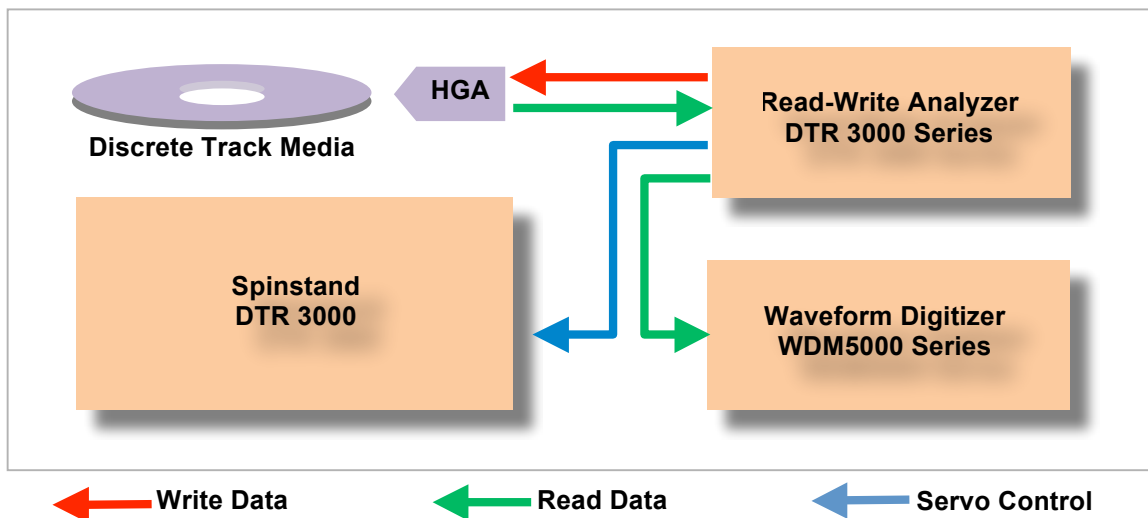 HGA
Discrete Track Media
Read-Write Analyzer
DTR 3000 Series
Spinstand
DTR 3000
Waveform Digitizer
WDM5000 Series
Write Data
Read Data
Servo Control